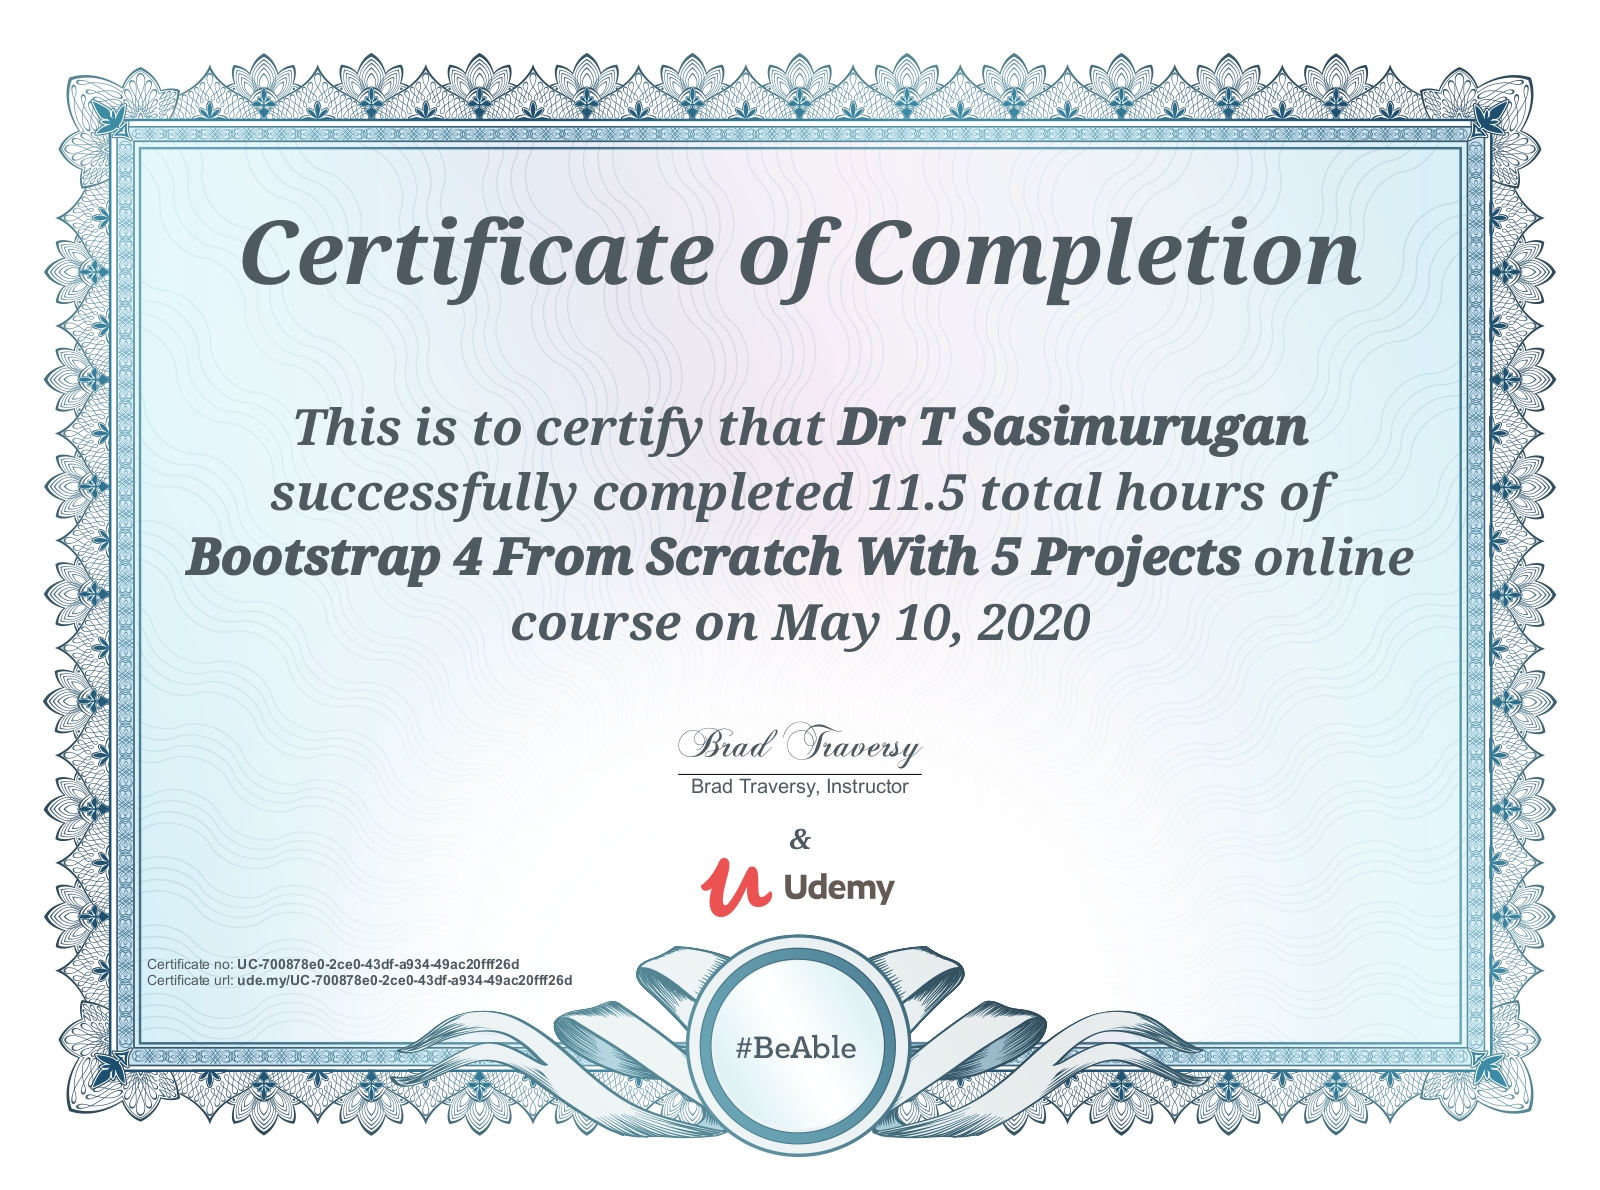 Certificate of Completion
This is to certify that Dr T Sasimurugan
successfully completed 11.5 total hours of
Bootstrap 4 From Scratch With 5 Projects online
course on May 10, 2020
Brad Traversy
Brad Traversy, Instructor
&
Udemy
Certificate no: UC-700878e0-2ce0-43df-a934-49ac20fff26d
Certificate url: ude.my/UC-700878e0-2ce0-43df-a934-49ac20fff26d
#BeAble